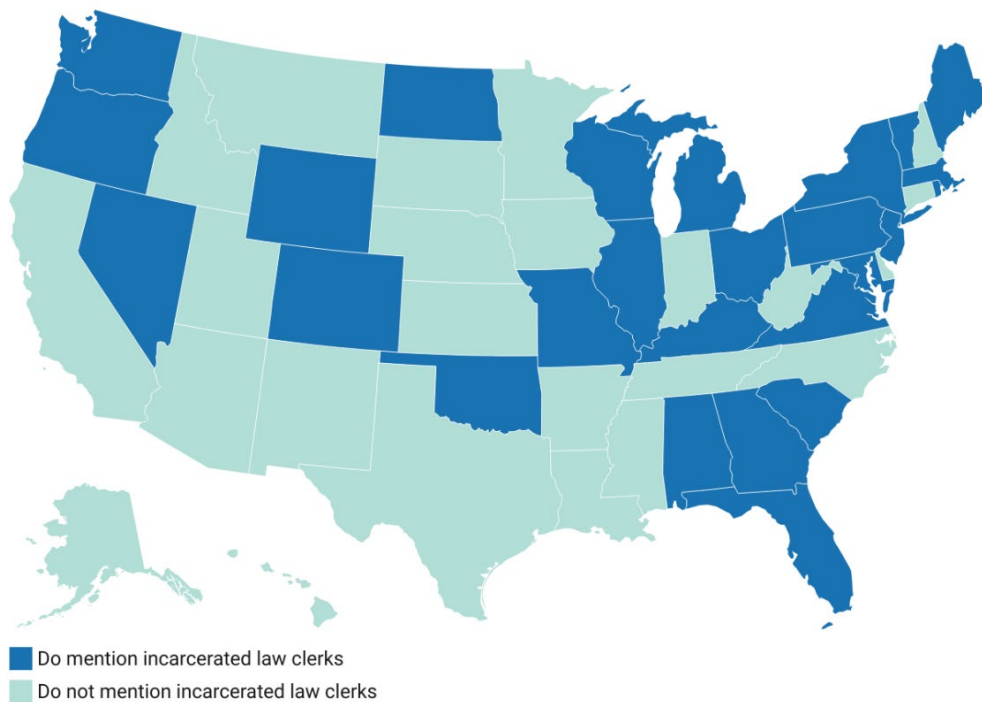 Do mention incarcerated law clerks
Do not mention incarcerated law clerks